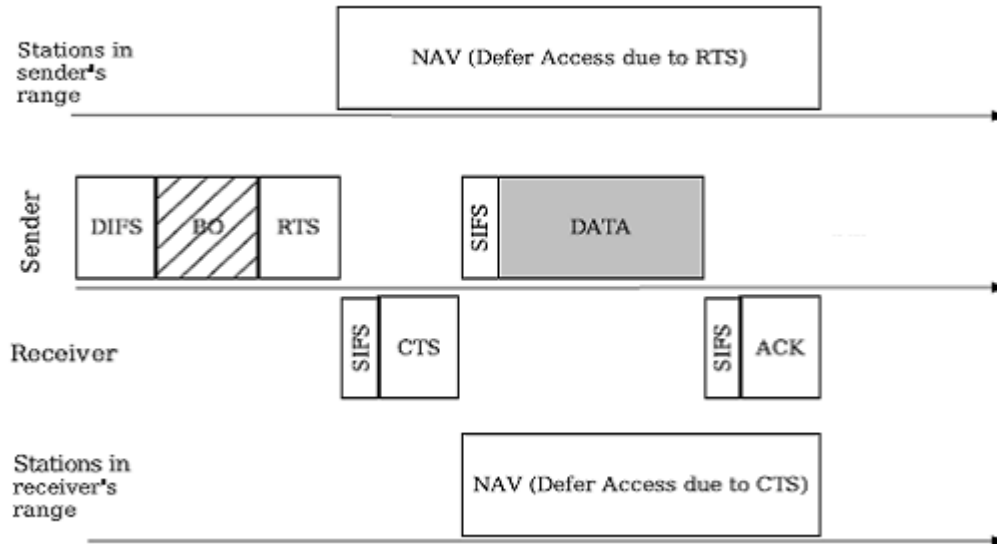 Stations in
sender's
range
NAV (Defer Access due to RTS)
Sender
DIFS
BO
RTS
SIFS
DATA
Receiver
SIFS
CTS
SIFS
ACK
Stations in
receiver's
range
NAV (Defer Access due to CTS)